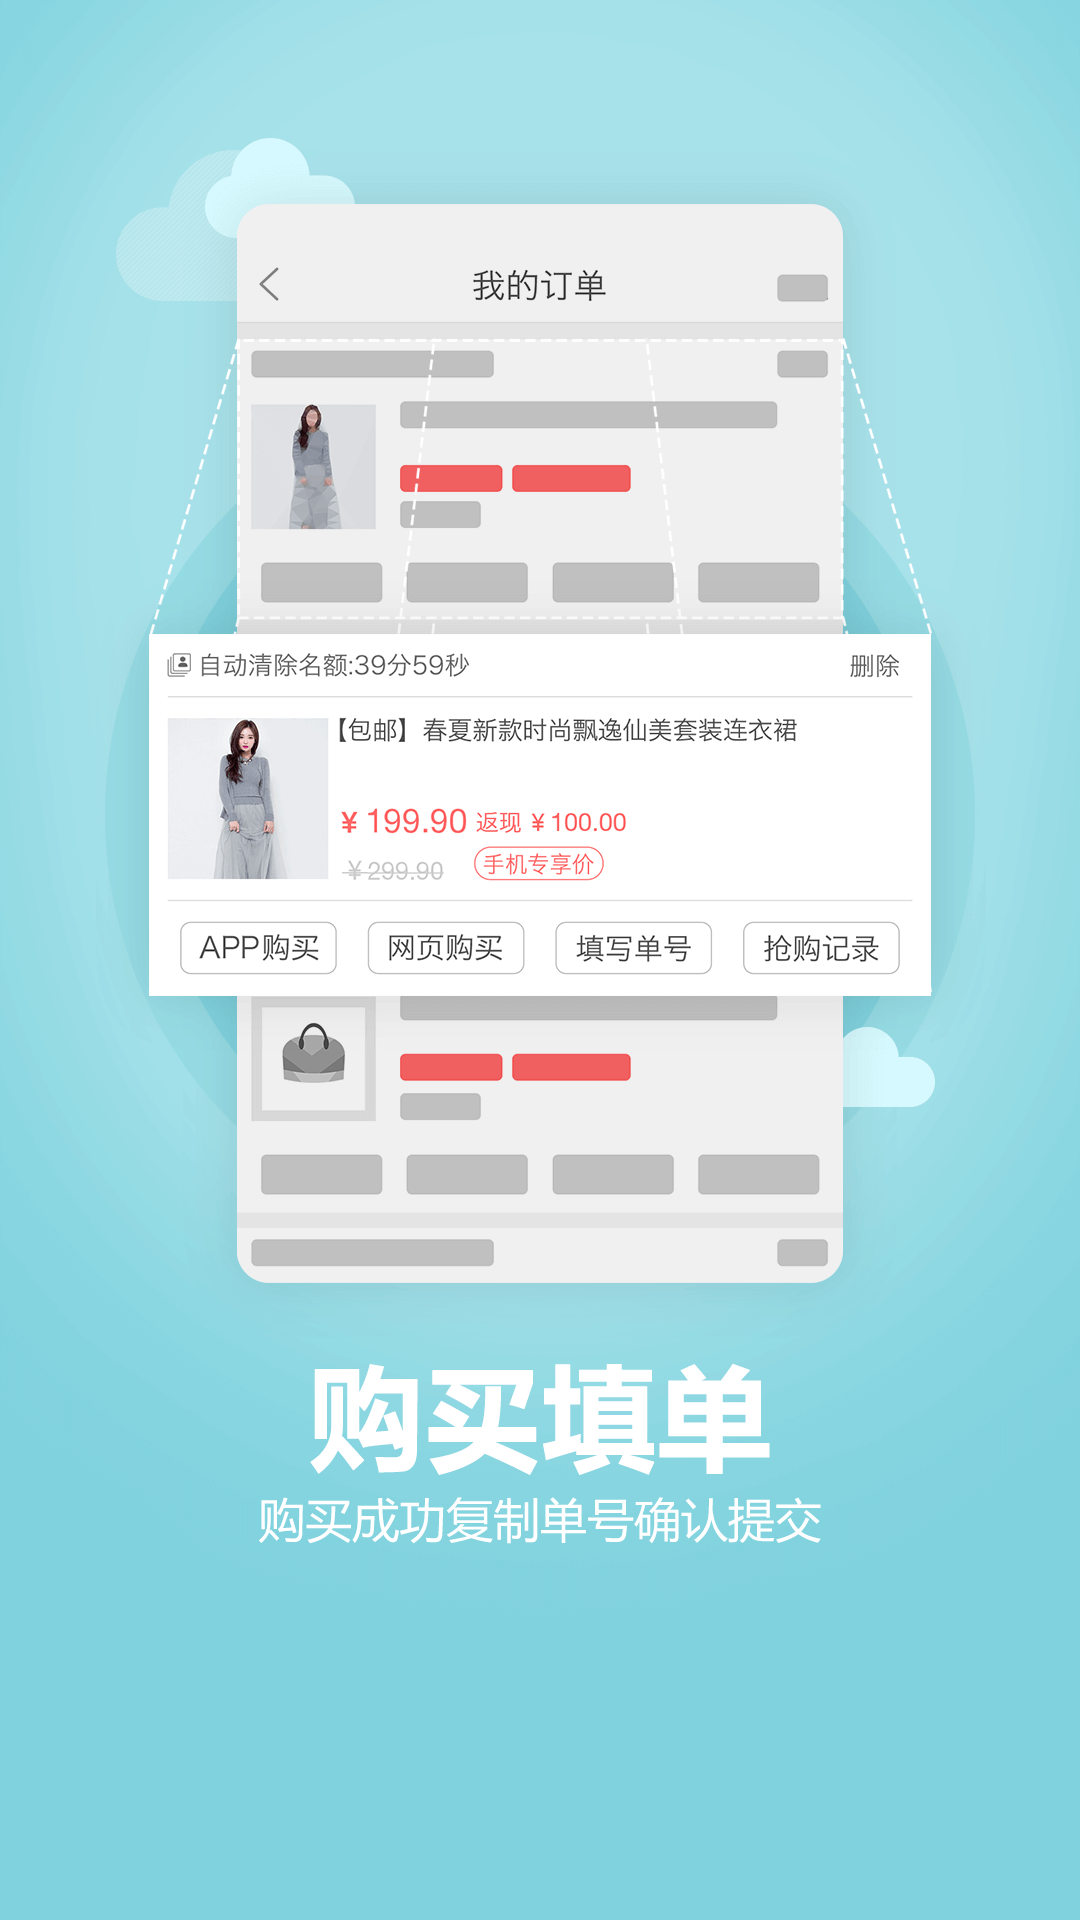 我的订单
自动清除名额:39分59秒 删除
【包邮】春夏新款时尚飘逸仙美套装连衣裙
¥ 199.90 返现 ¥ 100.00
¥ 299.90 手机专享价
APP购买 网页购买 填写单号 抢购记录
购买填单
购买成功复制单号确认提交